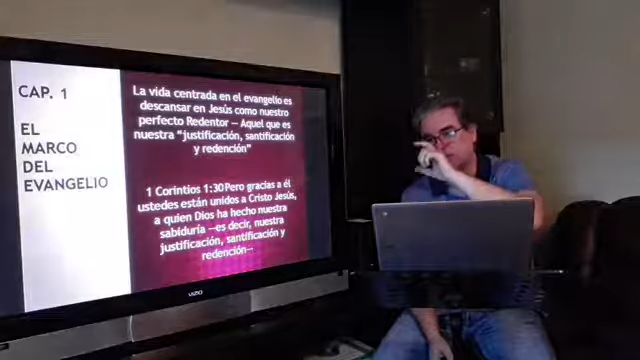 CAP. 1
EL
MARCO
DEL
EVANGELIO
La vida centrada en el evangelio es
descansar en Jesús como nuestro
perfecto Redentor — Aquel que es
nuestra “justificación, santificación
y redención”
1 Corintios 1:30Pero gracias a él
ustedes están unidos a Cristo Jesús,
a quien Dios ha hecho nuestra
sabiduría —es decir, nuestra
justificación, santificación y
redención—
VIZIO